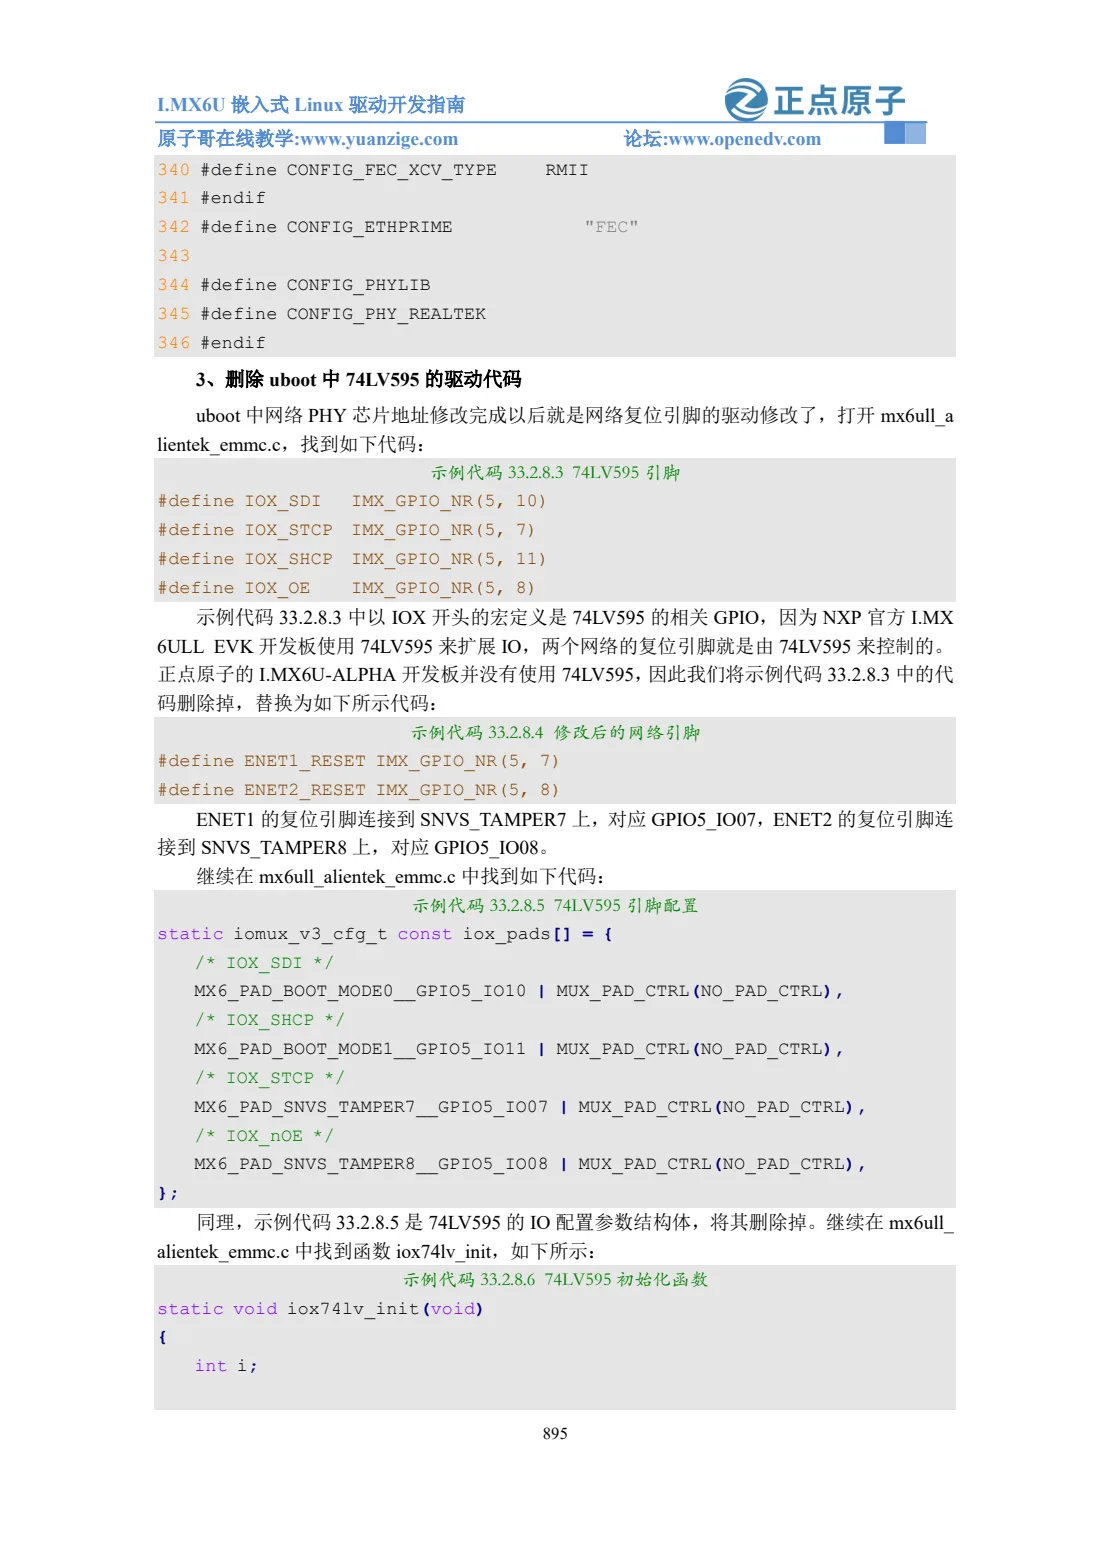 I.MX6U 嵌入式 Linux 驱动开发指南
正点原子
原子哥在线教学:www.yuanzige.com 论坛:www.openedv.com
340 #define CONFIG_FEC_XCV_TYPE RMII
341 #endif
342 #define CONFIG_ETHPRIME "FEC"
343
344 #define CONFIG_PHYLIB
345 #define CONFIG_PHY_REALTEK
346 #endif
3、删除 uboot 中 74LV595 的驱动代码
uboot 中网络 PHY 芯片地址修改完成以后就是网络复位引脚的驱动修改了，打开 mx6ull_a
lientek_emmc.c，找到如下代码：
示例代码 33.2.8.3 74LV595 引脚
#define IOX_SDI IMX_GPIO_NR(5, 10)
#define IOX_STCP IMX_GPIO_NR(5, 7)
#define IOX_SHCP IMX_GPIO_NR(5, 11)
#define IOX_OE IMX_GPIO_NR(5, 8)
示例代码 33.2.8.3 中以 IOX 开头的宏定义是 74LV595 的相关 GPIO，因为 NXP 官方 I.MX
6ULL EVK 开发板使用 74LV595 来扩展 IO，两个网络的复位引脚就是由 74LV595 来控制的。
正点原子的 I.MX6U-ALPHA 开发板并没有使用 74LV595，因此我们将示例代码 33.2.8.3 中的代
码删除掉，替换为如下所示代码：
示例代码 33.2.8.4 修改后的网络引脚
#define ENET1_RESET IMX_GPIO_NR(5, 7)
#define ENET2_RESET IMX_GPIO_NR(5, 8)
ENET1 的复位引脚连接到 SNVS_TAMPER7 上，对应 GPIO5_IO07，ENET2 的复位引脚连
接到 SNVS_TAMPER8 上，对应 GPIO5_IO08。
继续在 mx6ull_alientek_emmc.c 中找到如下代码：
示例代码 33.2.8.5 74LV595 引脚配置
static iomux_v3_cfg_t const iox_pads[] = {
/* IOX_SDI */
MX6_PAD_BOOT_MODE0__GPIO5_IO10 | MUX_PAD_CTRL(NO_PAD_CTRL),
/* IOX_SHCP */
MX6_PAD_BOOT_MODE1__GPIO5_IO11 | MUX_PAD_CTRL(NO_PAD_CTRL),
/* IOX_STCP */
MX6_PAD_SNVS_TAMPER7__GPIO5_IO07 | MUX_PAD_CTRL(NO_PAD_CTRL),
/* IOX_nOE */
MX6_PAD_SNVS_TAMPER8__GPIO5_IO08 | MUX_PAD_CTRL(NO_PAD_CTRL),
};
同理，示例代码 33.2.8.5 是 74LV595 的 IO 配置参数结构体，将其删除掉。继续在 mx6ull_
alientek_emmc.c 中找到函数 iox74lv_init，如下所示：
示例代码 33.2.8.6 74LV595 初始化函数
static void iox74lv_init(void)
{
int i;
895